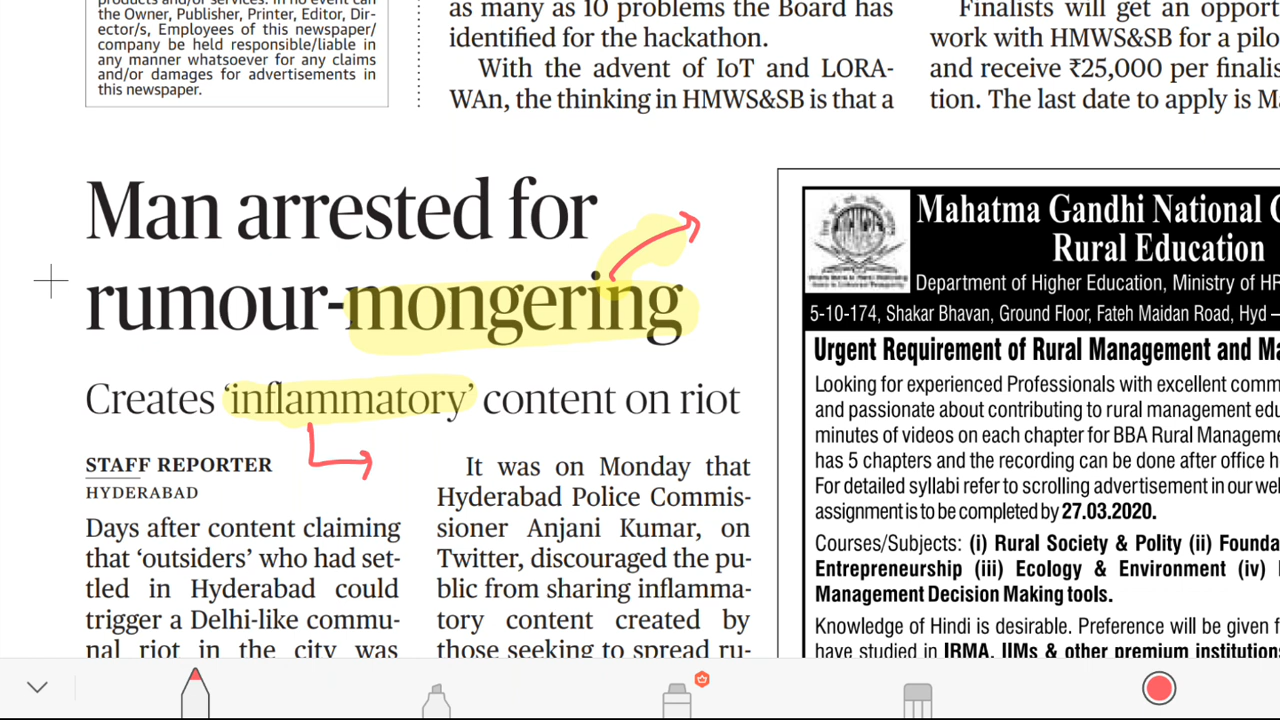 products and/or services. In no event can
the Owner, Publisher, Printer, Editor, Dir-
ector/s, Employees of this newspaper/
company be held responsible/liable in
any manner whatsoever for any claims
and/or damages for advertisements in
this newspaper.
as many as 10 problems the Board has
identified for the hackathon.
With the advent of IoT and LORA-
WAn, the thinking in HMWS&SB is that a
Finalists will get an opport
work with HMWS&SB for a pilo
and receive ₹25,000 per finalis
tion. The last date to apply is Ma
Man arrested for
rumour-mongering
Creates ‘inflammatory’ content on riot
STAFF REPORTER
HYDERABAD
Days after content claiming
that ‘outsiders’ who had set-
tled in Hyderabad could
trigger a Delhi-like commu-
nal riot in the city was
It was on Monday that
Hyderabad Police Commis-
sioner Anjani Kumar, on
Twitter, discouraged the pu-
blic from sharing inflamma-
tory content created by
those seeking to spread ru-
Mahatma Gandhi National C
Rural Education
Department of Higher Education, Ministry of HR
5-10-174, Shakar Bhavan, Ground Floor, Fateh Maidan Road, Hyd –
Urgent Requirement of Rural Management and Ma
Looking for experienced Professionals with excellent comm
and passionate about contributing to rural management edu
minutes of videos on each chapter for BBA Rural Manageme
has 5 chapters and the recording can be done after office h
For detailed syllabi refer to scrolling advertisement in our web
assignment is to be completed by 27.03.2020.
Courses/Subjects: (i) Rural Society & Polity (ii) Founda
Entrepreneurship (iii) Ecology & Environment (iv)
Management Decision Making tools.
Knowledge of Hindi is desirable. Preference will be given f
have studied in IRMA, IIMs & other premium institutions